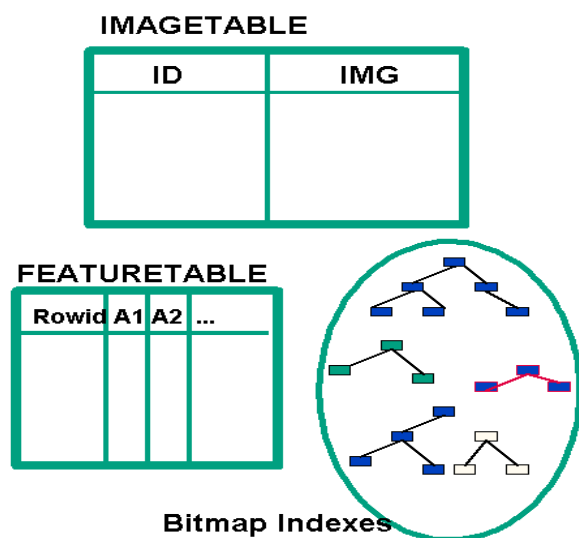 IMAGETABLE
ID IMG
FEATURETABLE
Rowid A1 A2 ...
Bitmap Indexes